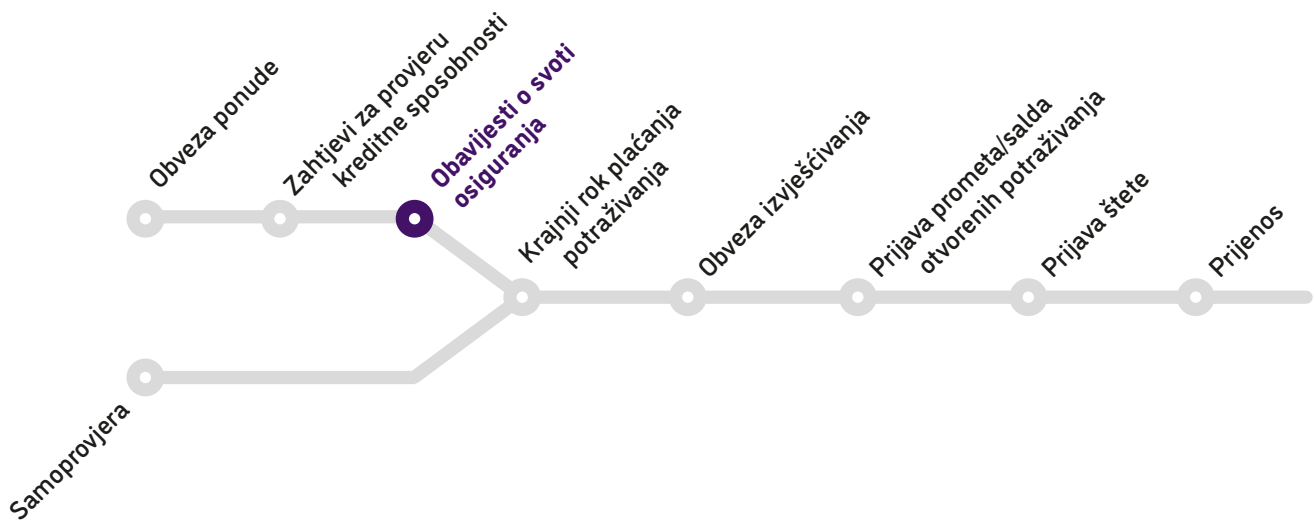 Obveza ponude
Zahtjevi za provjeru
kreditne sposobnosti
Obavijesti o svoti
osiguranja
Krajnji rok plaćanja
potraživanja
Obveza izvješćivanja
Prijava prometa/salda
otvorenih potraživanja
Prijava štete
Prijenos
Samoprovjera